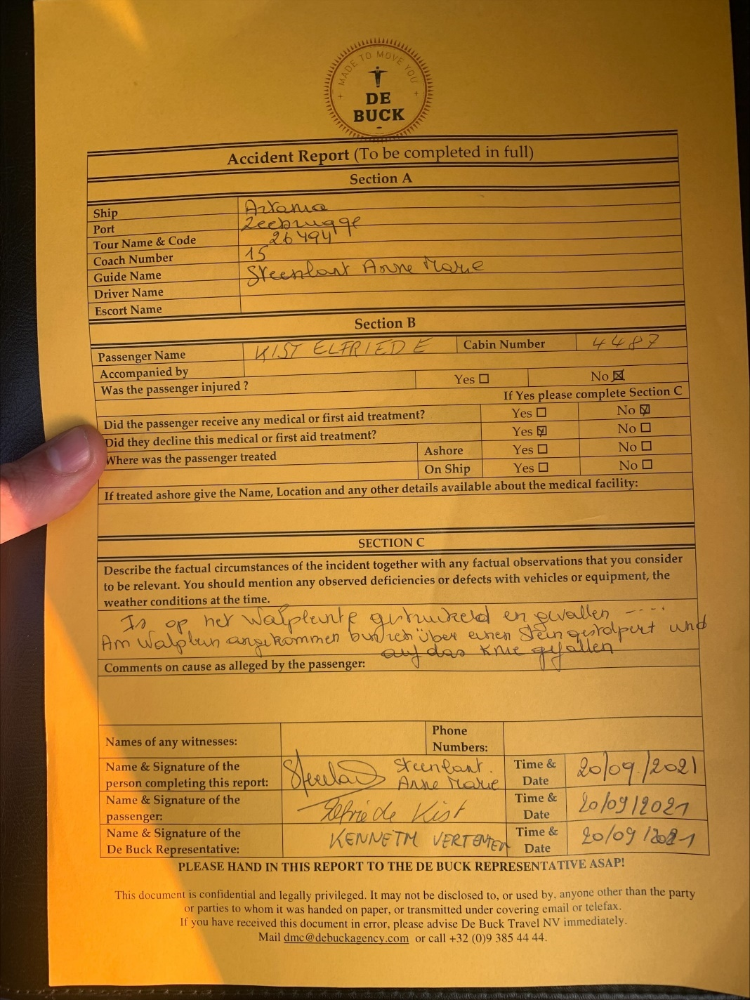 MADE TO MOVE YOU
DE
BUCK
Accident Report (To be completed in full)
Section A
Ship Artania
Port Zeebrugge
Tour Name & Code 26494
Coach Number 15
Guide Name Steenlant Anne Marie
Driver Name
Escort Name
Section B
Passenger Name KIST ELFRIEDE Cabin Number 4487
Accompanied by
Was the passenger injured ? Yes ☐ No ☒
If Yes please complete Section C
Did the passenger receive any medical or first aid treatment? Yes ☐ No ☒
Did they decline this medical or first aid treatment? Yes ☒ No ☐
Where was the passenger treated Ashore Yes ☐ No ☐
On Ship Yes ☐ No ☐
If treated ashore give the Name, Location and any other details available about the medical facility:
SECTION C
Describe the factual circumstances of the incident together with any factual observations that you consider
to be relevant. You should mention any observed deficiencies or defects with vehicles or equipment, the
weather conditions at the time.
Is op het Walpleintje gestruikeld en gevallen -----
Am Walplein angekommen bin ich über einen Stein gestolpert und
auf das Knie gefallen
Comments on cause as alleged by the passenger:
Names of any witnesses: Phone
Numbers:
Name & Signature of the
person completing this report: Steenlant.
Anne Marie Time &
Date 20/09./2021
Name & Signature of the
passenger: Elfriede Kist Time &
Date 20/09/2021
Name & Signature of the
De Buck Representative: KENNETH Time &
Date 20/09/2021
PLEASE HAND IN THIS REPORT TO THE DE BUCK REPRESENTATIVE ASAP!
This document is confidential and legally privileged. It may not be disclosed to, or used by, anyone other than the party
or parties to whom it was handed on paper, or transmitted under covering email or telefax.
If you have received this document in error, please advise De Buck Travel NV immediately.
Mail dmc@debuckagency.com or call +32 (0)9 385 44 44.